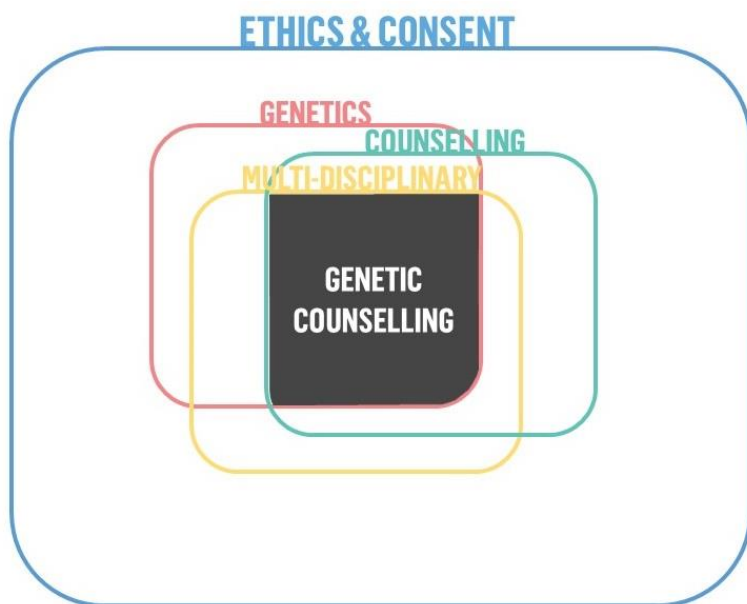 ETHICS & CONSENT
GENETICS
COUNSELLING
MULTI-DISCIPLINARY
GENETIC
COUNSELLING